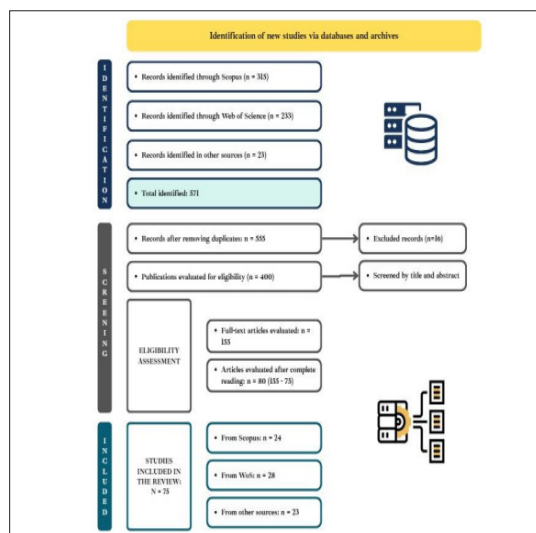 Identification of new studies via databases and archives
IDENTIFICATION
• Records identified through Scopus (n = 315)
• Records identified through Web of Science (n = 233)
• Records identified in other sources (n = 23)
• Total identified: 571
SCREENING
• Records after removing duplicates: n = 555
• Excluded records (n=16)
• Publications evaluated for eligibility (n = 400)
• Screened by title and abstract
ELIGIBILITY
ASSESSMENT
• Full-text articles evaluated: n =
155
• Articles evaluated after complete
reading: n = 80 (155 - 75)
INCLUDED
STUDIES
INCLUDED IN
THE REVIEW:
N = 75
• From Scopus: n = 24
• From WoS: n = 28
• From other sources: n = 23